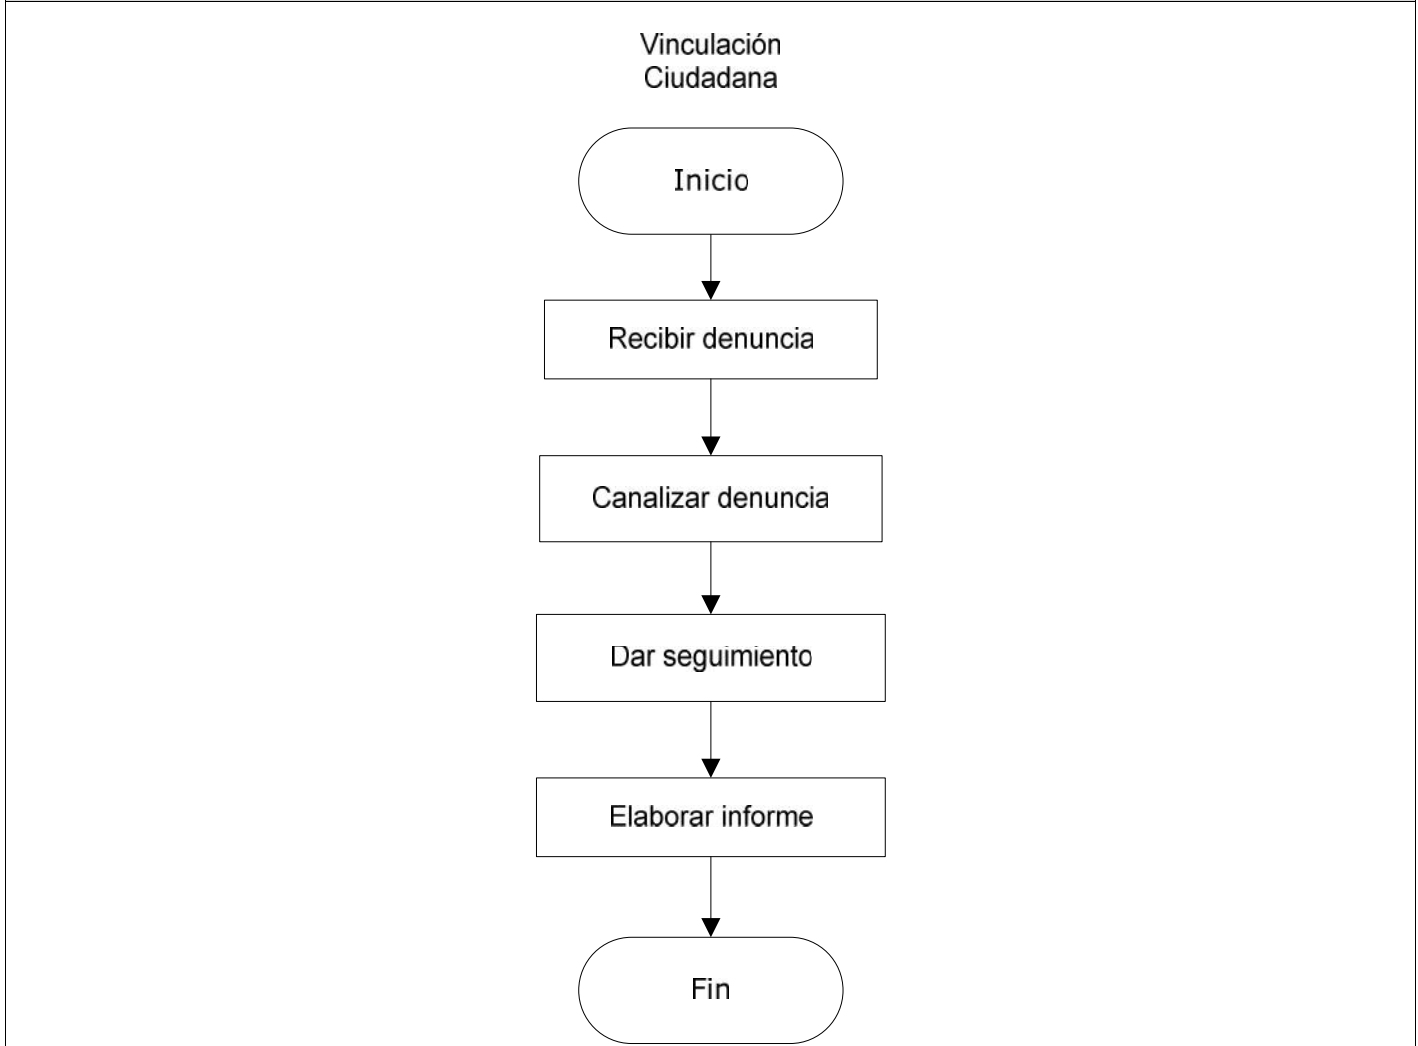 Vinculación
Ciudadana
Inicio
Recibir denuncia
Canalizar denuncia
Dar seguimiento
Elaborar informe
Fin